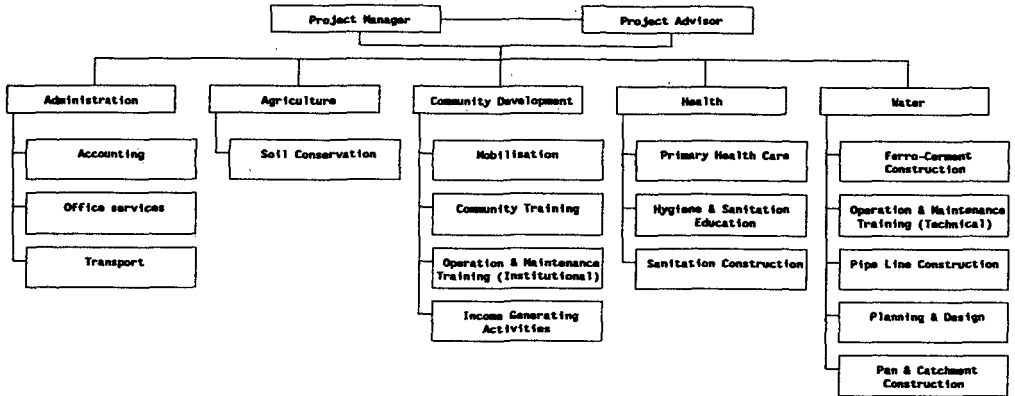 Project Manager
Project Advisor
Administration
Accounting
Office services
Transport
Agriculture
Soil Conservation
Community Development
Mobilisation
Community Training
Operation & Maintenance
Training (Institutional)
Income Generating
Activities
Health
Primary Health Care
Hygiene & Sanitation
Education
Sanitation Construction
Water
Ferro-Cerment
Construction
Operation & Maintenance
Training (Technical)
Pipe Line Construction
Planning & Design
Pan & Catchment
Construction